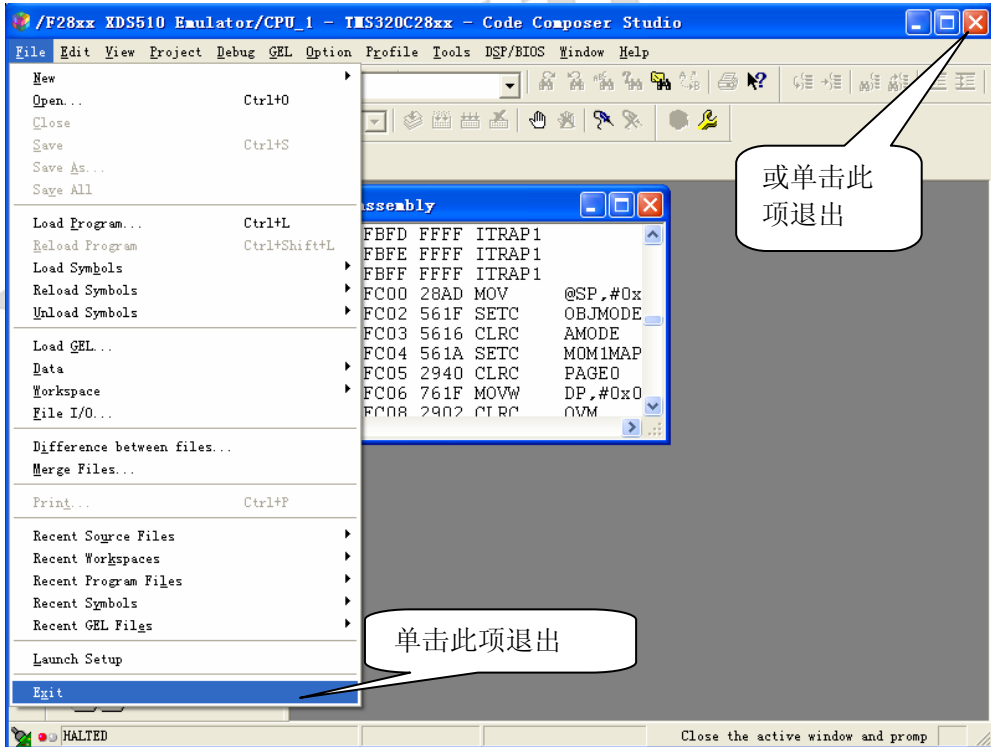 /F28xx XDS510 Emulator/CPU_1 - TMS320C28xx - Code Composer Studio
File Edit View Project Debug GEL Option Profile Tools DSP/BIOS Window Help
New
Open... Ctrl+O
Close
Save Ctrl+S
Save As...
Save All
Load Program... Ctrl+L
Reload Program Ctrl+Shift+L
Load Symbols
Reload Symbols
Unload Symbols
Load GEL...
Data
Workspace
File I/O...
Difference between files...
Merge Files...
Print... Ctrl+P
Recent Source Files
Recent Workspaces
Recent Program Files
Recent Symbols
Recent GEL Files
Launch Setup
Exit
或单击此
项退出
ssembly
FBFD FFFF ITRAP1
FBFE FFFF ITRAP1
FBFF FFFF ITRAP1
FC00 28AD MOV @SP,#0x
FC02 561F SETC OBJMODE
FC03 5616 CLRC AMODE
FC04 561A SETC M0M1MAP
FC05 2940 CLRC PAGE0
FC06 761F MOVW DP,#0x0
FC08 2902 CLRC OVM
单击此项退出
HALTED
Close the active window and promp